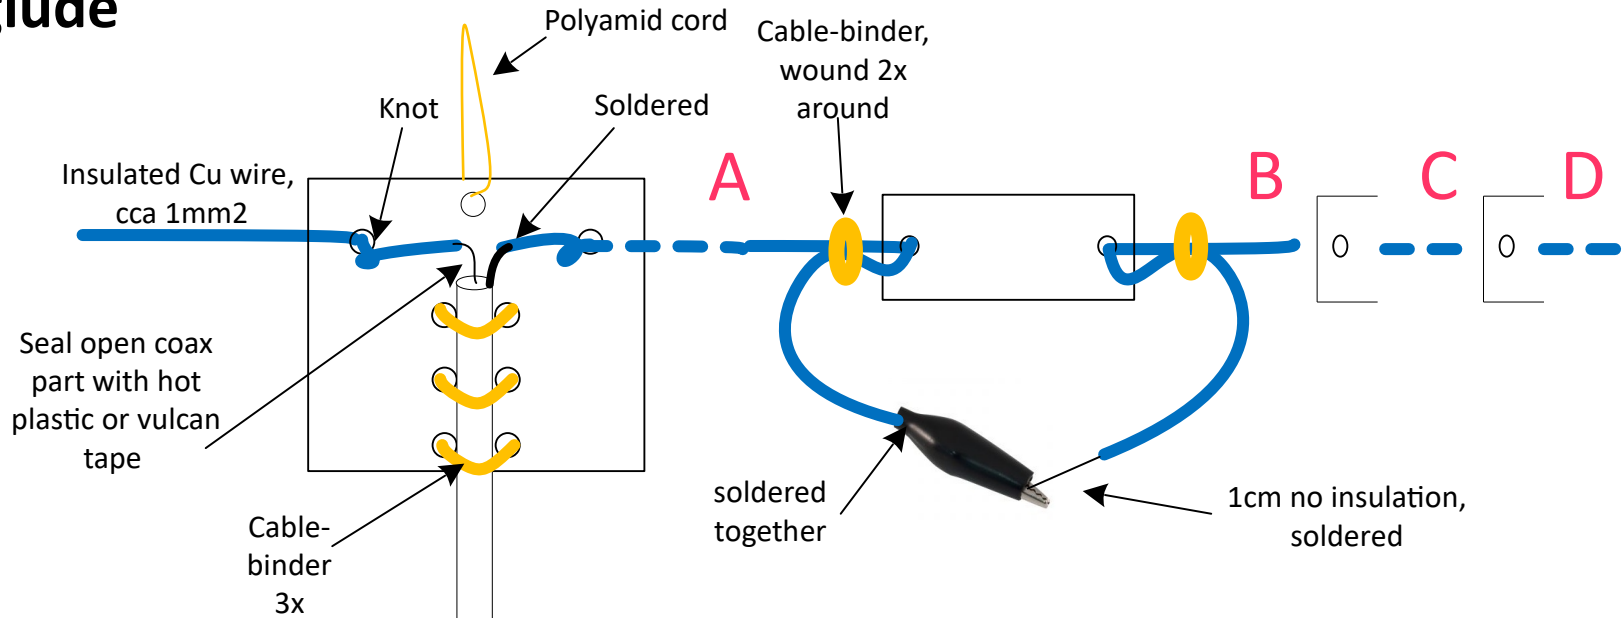 Polyamid cord
Cable-binder,
wound 2x
around
Knot
Soldered
Insulated Cu wire,
cca 1mm2
A
B
C
D
Seal open coax
part with hot
plastic or vulcan
tape
soldered
together
1cm no insulation,
soldered
Cable-
binder
3x